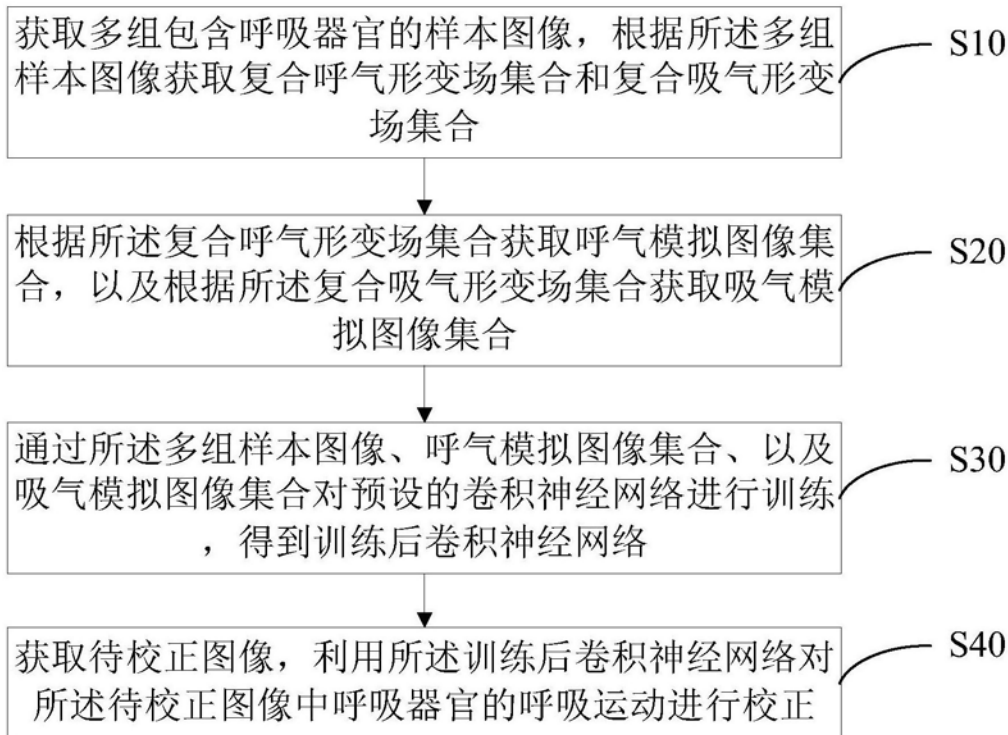 获取多组包含呼吸器官的样本图像，根据所述多组
样本图像获取复合呼气形变场集合和复合吸气形变
场集合
S10
根据所述复合呼气形变场集合获取呼气模拟图像集
合，以及根据所述复合吸气形变场集合获取吸气模
拟图像集合
S20
通过所述多组样本图像、呼气模拟图像集合、以及
吸气模拟图像集合对预设的卷积神经网络进行训练
，得到训练后卷积神经网络
S30
获取待校正图像，利用所述训练后卷积神经网络对
所述待校正图像中呼吸器官的呼吸运动进行校正
S40